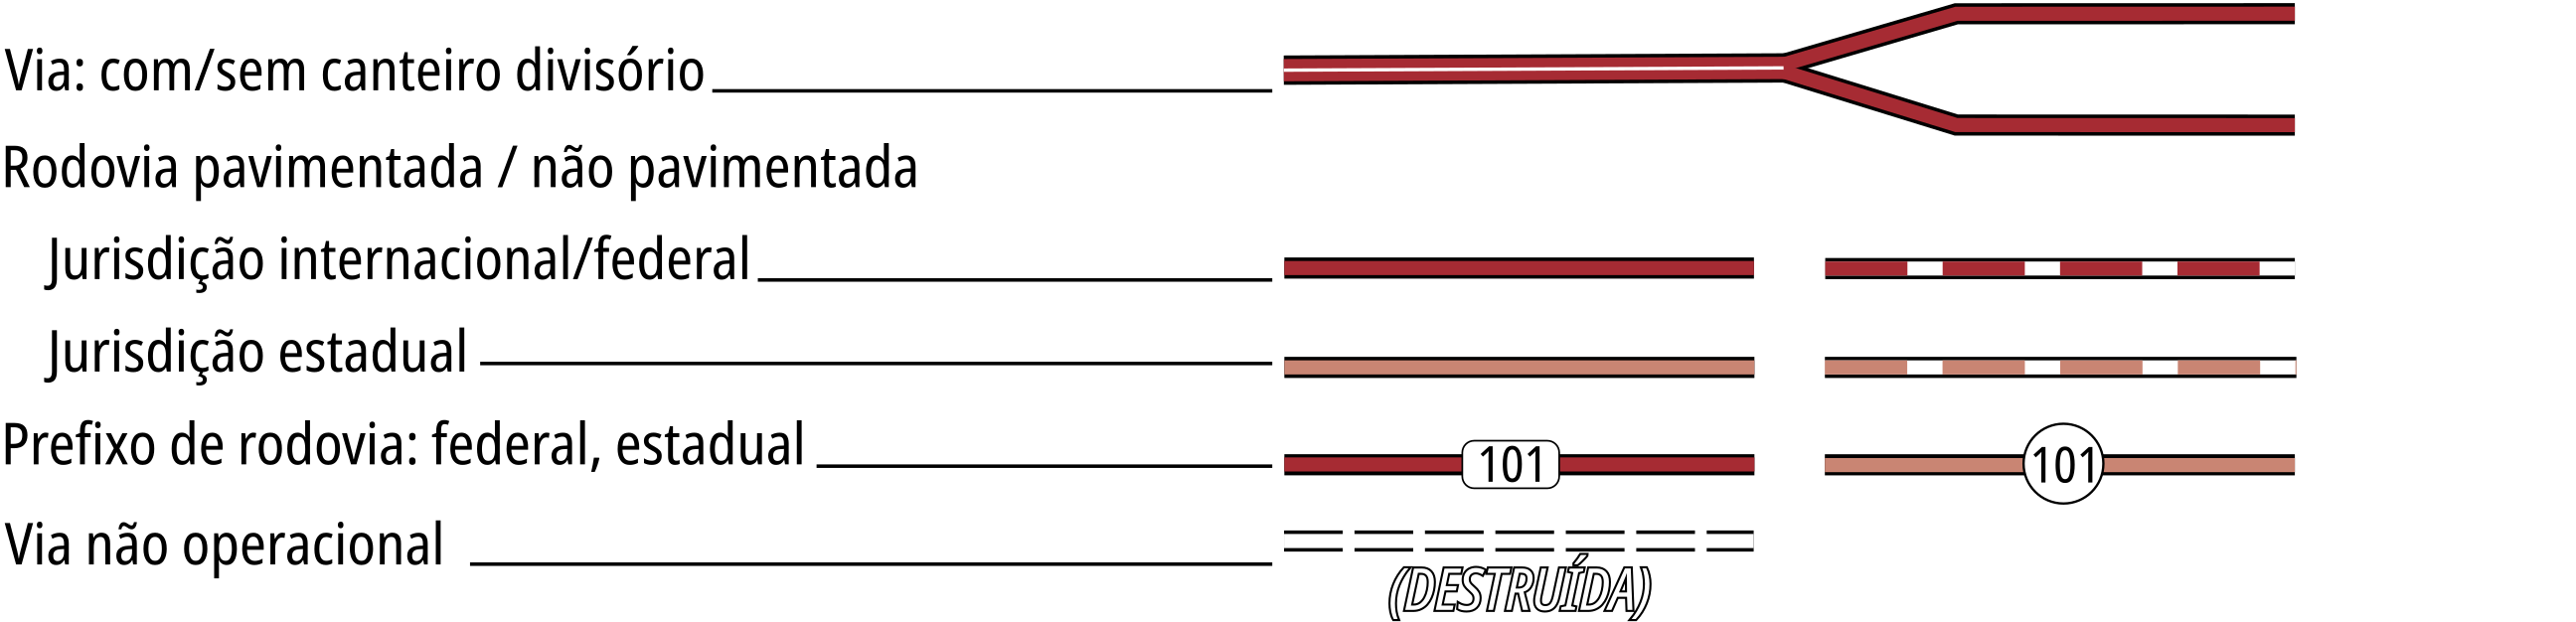 Via: com/sem canteiro divisório
Rodovia pavimentada / não pavimentada
Jurisdição internacional/federal
Jurisdição estadual
Prefixo de rodovia: federal, estadual 101 101
Via não operacional
(DESTRUÍDA)